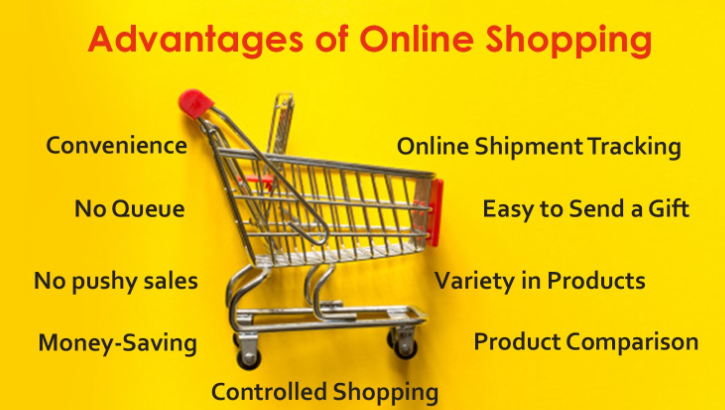 Advantages of Online Shopping
Convenience
Online Shipment Tracking
No Queue
Easy to Send a Gift
No pushy sales
Variety in Products
Money-Saving
Product Comparison
Controlled Shopping